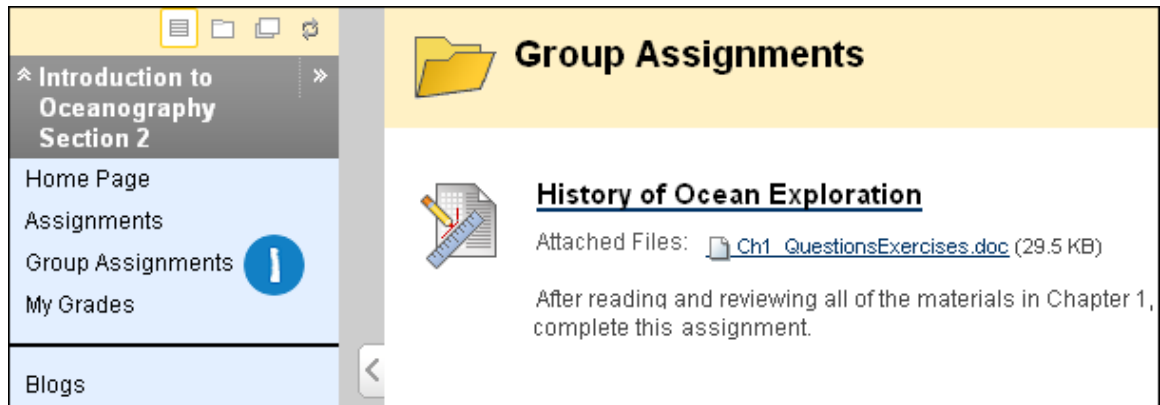 Introduction to
Oceanography
Section 2
Home Page
Assignments
Group Assignments
1
My Grades
Blogs
Group Assignments
History of Ocean Exploration
Attached Files: Ch1_QuestionsExercises.doc (29.5 KB)
After reading and reviewing all of the materials in Chapter 1,
complete this assignment.